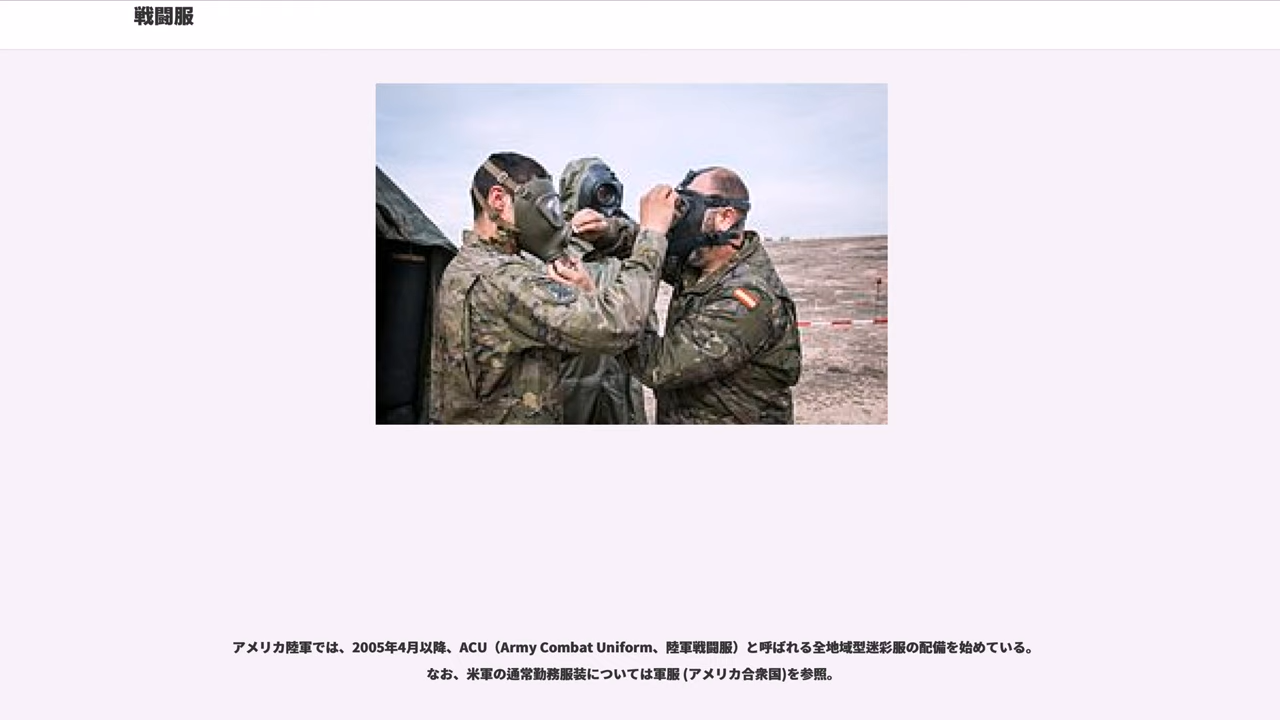 戦闘服
アメリカ陸軍では、2005年4月以降、ACU（Army Combat Uniform、陸軍戦闘服）と呼ばれる全地域型迷彩服の配備を始めている。
なお、米軍の通常勤務服装については軍服 (アメリカ合衆国)を参照。